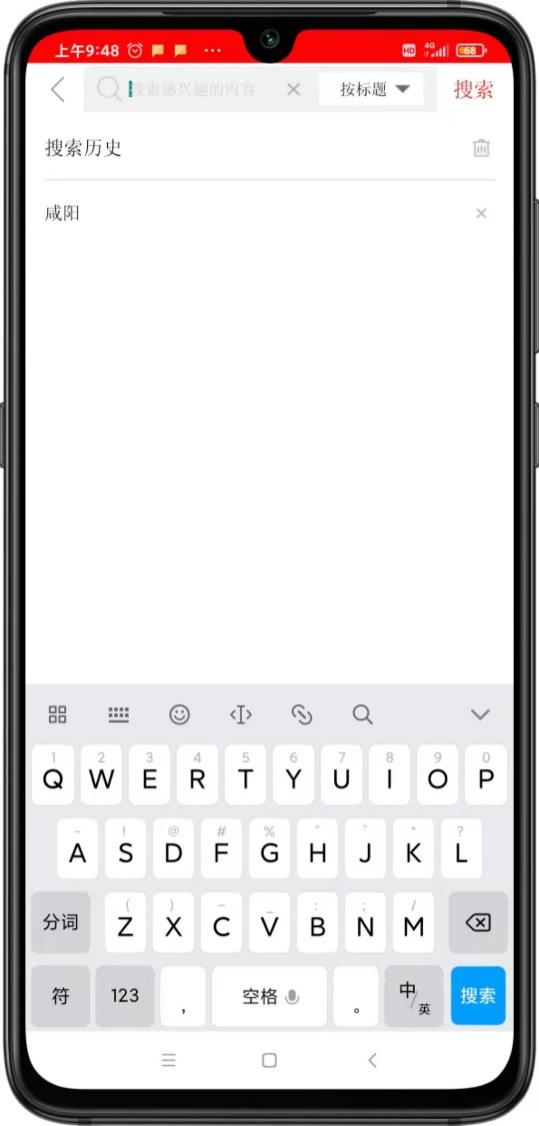 上午9:48 ... HD 4G 68
搜索感兴趣的内容 按标题 搜索
搜索历史
咸阳
1 2 3 4 5 6 7 8 9 0
Q W E R T Y U I O P
~ ! @ # % " " * ?
A S D F G H J K L
( ) – _ : ; /
分词 Z X C V B N M
符 123 , 空格 。 中/英 搜索